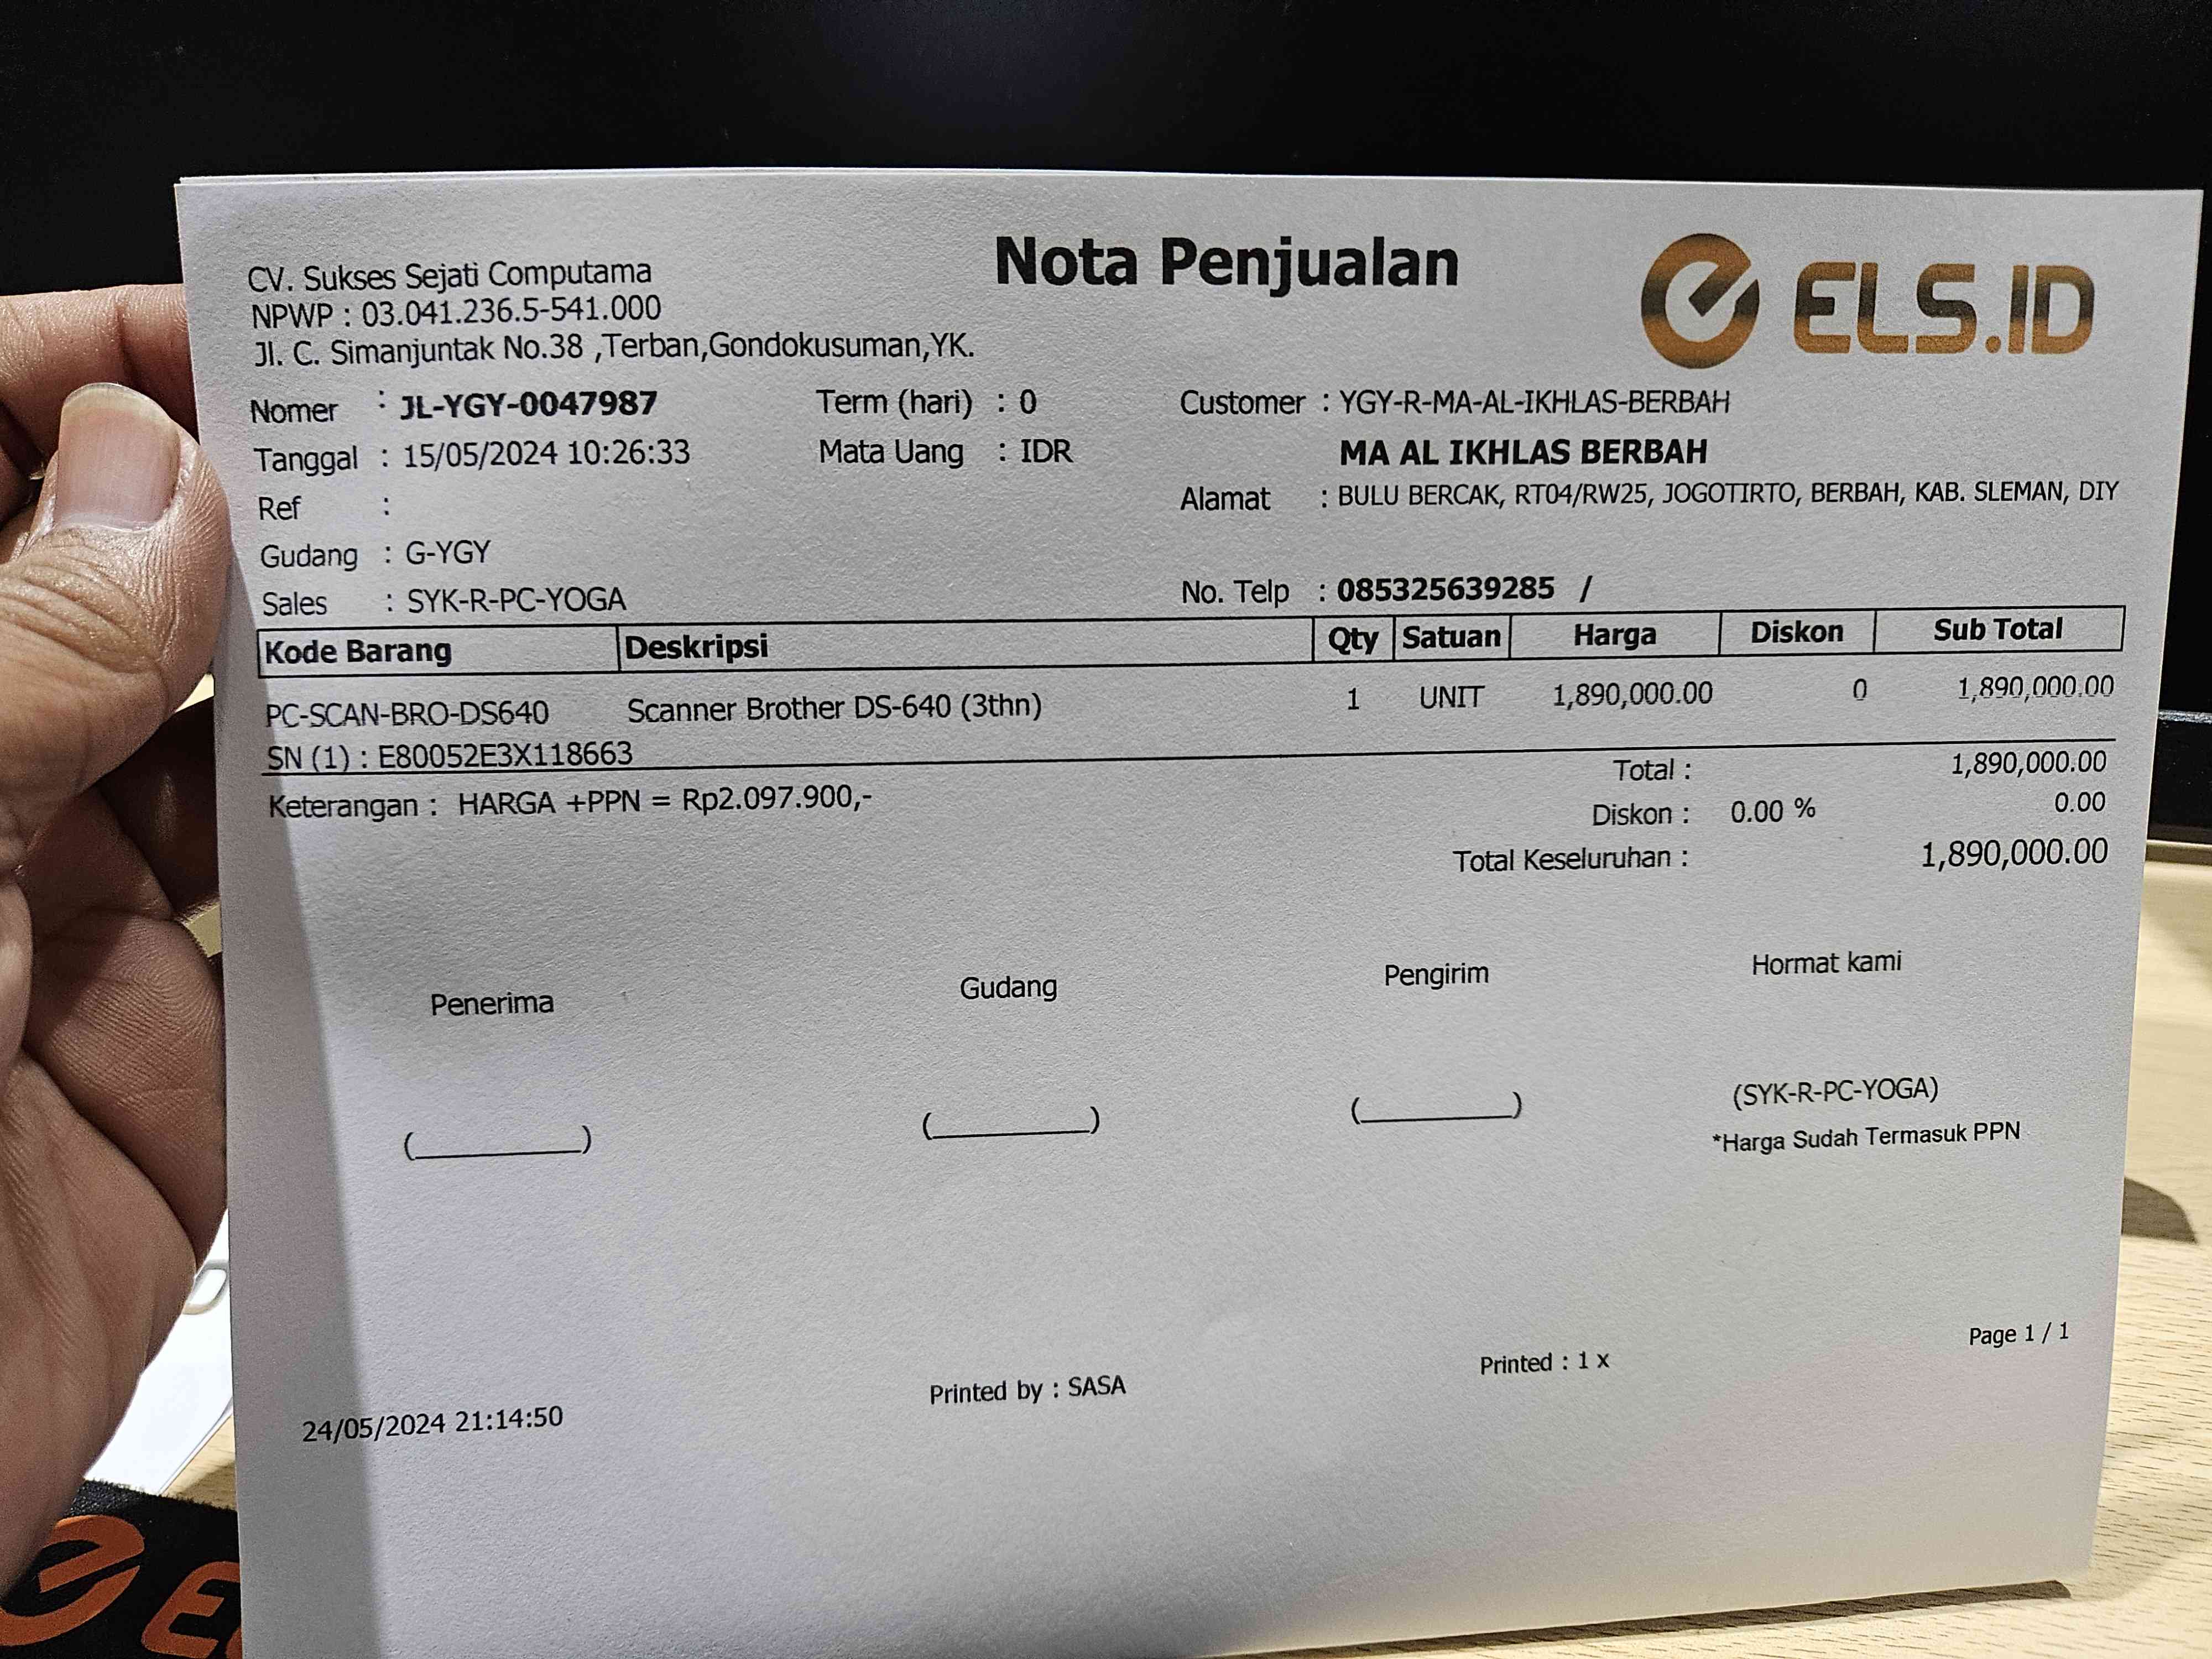 CV. Sukses Sejati Computama
NPWP : 03.041.236.5-541.000
Jl. C. Simanjuntak No.38 ,Terban,Gondokusuman,YK.
Nota Penjualan
ELS.ID
Nomer : JL-YGY-0047987
Tanggal : 15/05/2024 10:26:33
Ref :
Gudang : G-YGY
Sales : SYK-R-PC-YOGA
Term (hari) : 0
Mata Uang : IDR
Customer : YGY-R-MA-AL-IKHLAS-BERBAH
MA AL IKHLAS BERBAH
Alamat : BULU BERCAK, RT04/RW25, JOGOTIRTO, BERBAH, KAB. SLEMAN, DIY
No. Telp : 085325639285 /
Kode Barang Deskripsi Qty Satuan Harga Diskon Sub Total
PC-SCAN-BRO-DS640 Scanner Brother DS-640 (3thn) 1 UNIT 1,890,000.00 0 1,890,000.00
SN (1) : E80052E3X118663
Keterangan : HARGA +PPN = Rp2.097.900,-
Total : 1,890,000.00
Diskon : 0.00 % 0.00
Total Keseluruhan : 1,890,000.00
Penerima Gudang Pengirim Hormat kami
(__________) (__________) (__________) (SYK-R-PC-YOGA)
*Harga Sudah Termasuk PPN
24/05/2024 21:14:50 Printed by : SASA Printed : 1 x Page 1 / 1